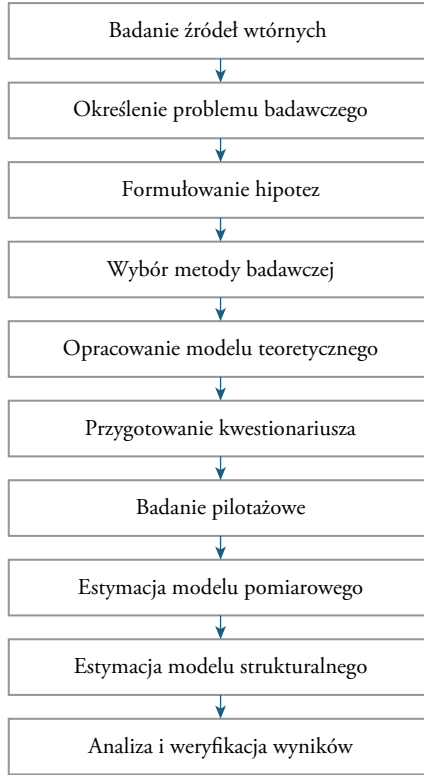 Badanie źródeł wtórnych
Określenie problemu badawczego
Formułowanie hipotez
Wybór metody badawczej
Opracowanie modelu teoretycznego
Przygotowanie kwestionariusza
Badanie pilotażowe
Estymacja modelu pomiarowego
Estymacja modelu strukturalnego
Analiza i weryfikacja wyników